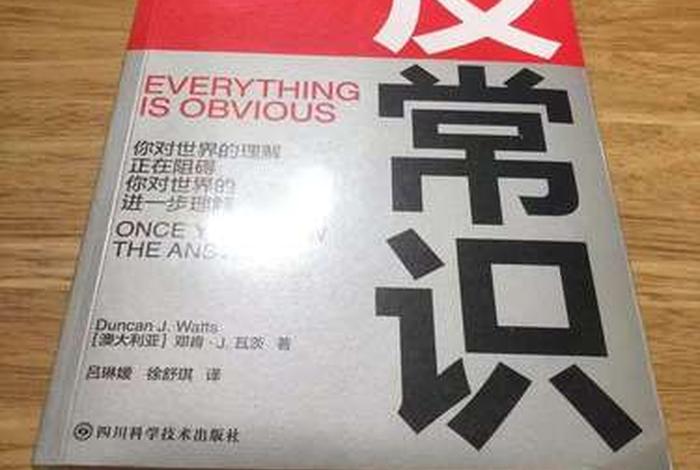 反常识
EVERYTHING
IS OBVIOUS
你对世界的理解
正在阻碍
你对世界的
进一步理解
ONCE
THE
Duncan J. Watts
[澳大利亚] 邓肯·J. 瓦茨 著
吕琳媛 徐舒琪 译
四川科学技术出版社